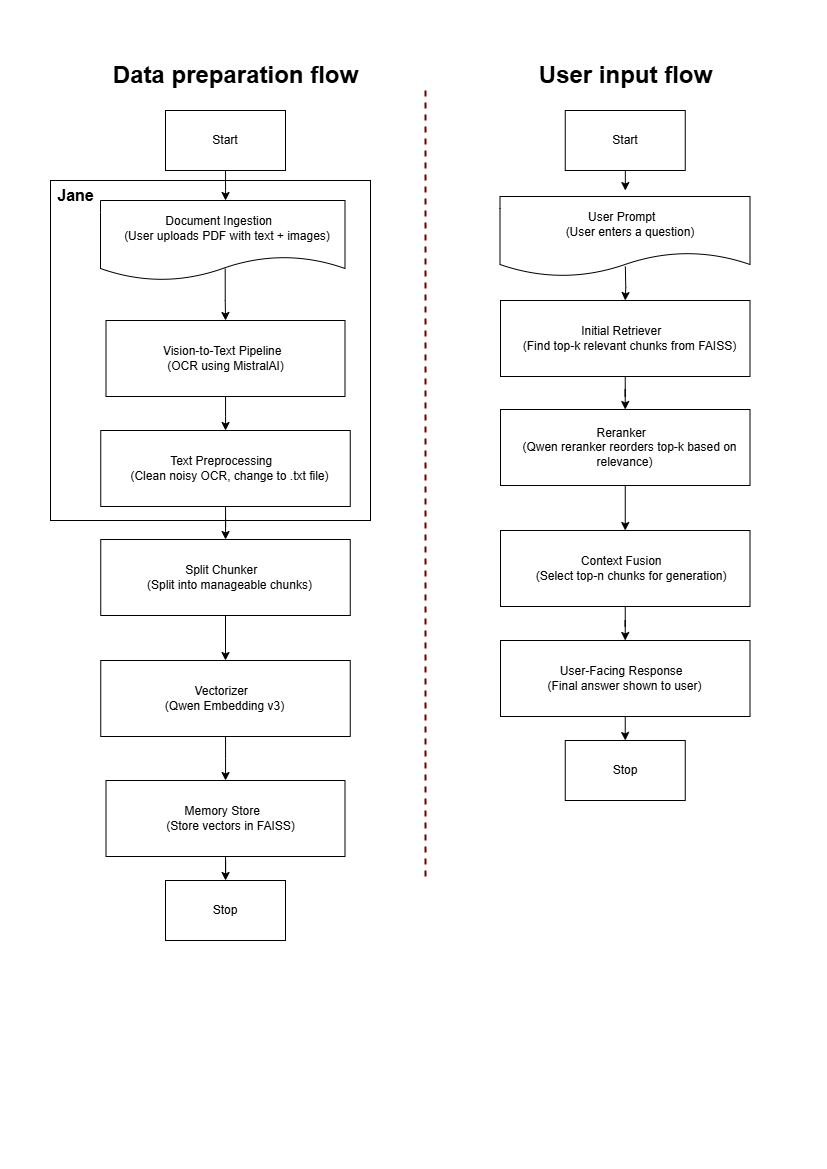 Data preparation flow
Start
Jane
Document Ingestion
(User uploads PDF with text + images)
Vision-to-Text Pipeline
(OCR using MistralAI)
Text Preprocessing
(Clean noisy OCR, change to .txt file)
Split Chunker
(Split into manageable chunks)
Vectorizer
(Qwen Embedding v3)
Memory Store
(Store vectors in FAISS)
Stop
User input flow
Start
User Prompt
(User enters a question)
Initial Retriever
(Find top-k relevant chunks from FAISS)
Reranker
(Qwen reranker reorders top-k based on
relevance)
Context Fusion
(Select top-n chunks for generation)
User-Facing Response
(Final answer shown to user)
Stop